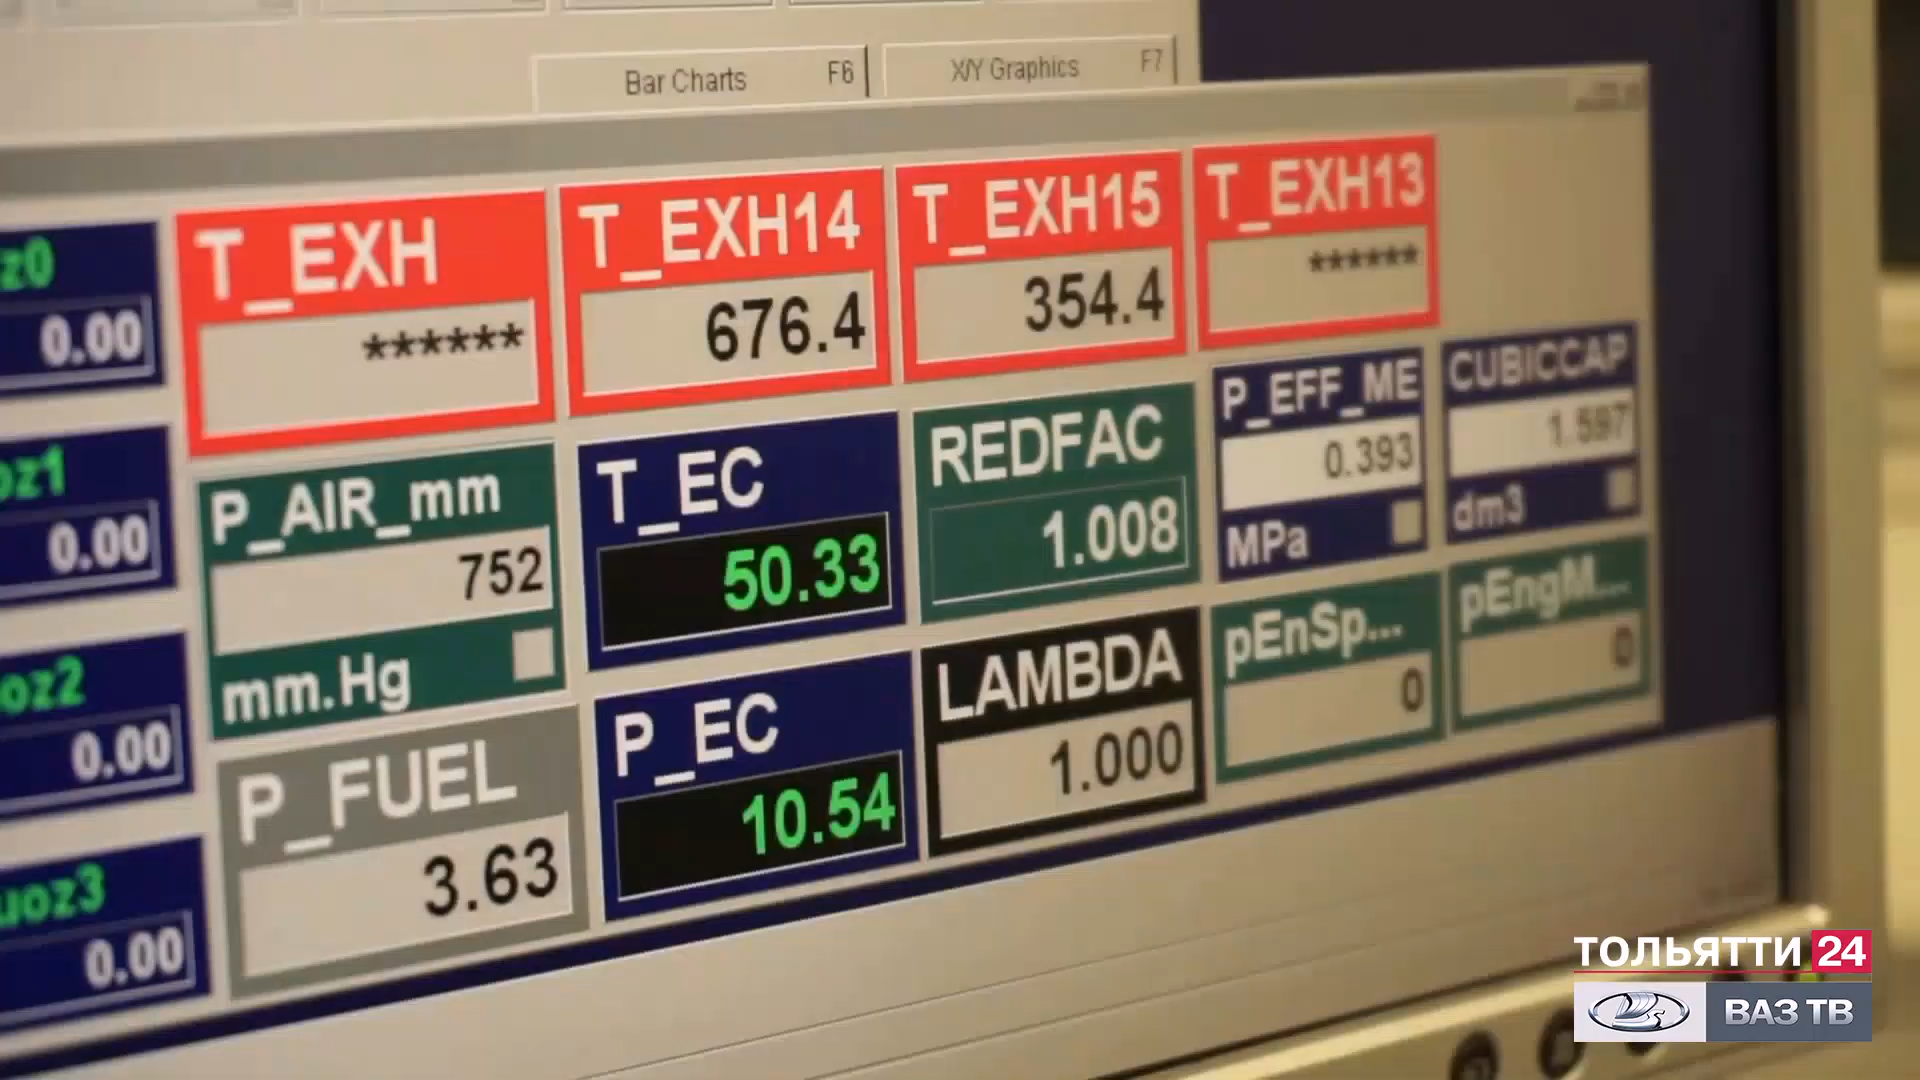 Bar Charts F6
X/Y Graphics F7
T_EXH
******
T_EXH14
676.4
T_EXH15
354.4
T_EXH13
******
z0
0.00
oz1
0.00
oz2
0.00
uoz3
0.00
P_AIR_mm
752
mm.Hg
T_EC
50.33
REDFAC
1.008
P_EFF_ME
0.393
MPa
CUBICCAP
1.597
dm3
P_FUEL
3.63
P_EC
10.54
LAMBDA
1.000
pEnSp...
0
pEngM...
0
ТОЛЬЯТТИ 24
ВАЗ ТВ